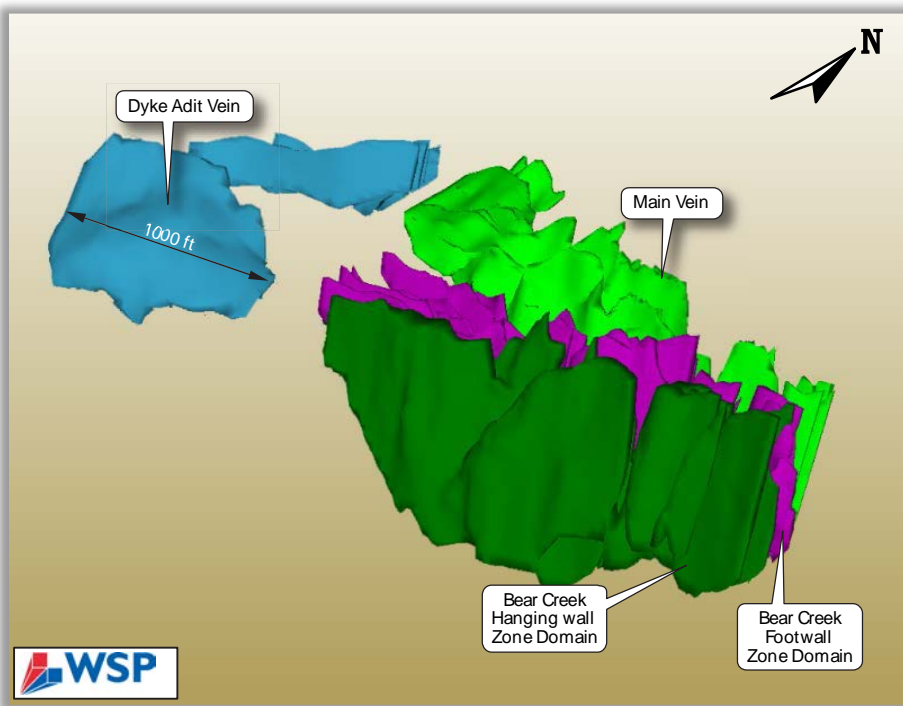 N
Dyke Adit Vein
Main Vein
1000 ft
Bear Creek
Hanging wall
Zone Domain
Bear Creek
Footwall
Zone Domain
WSP